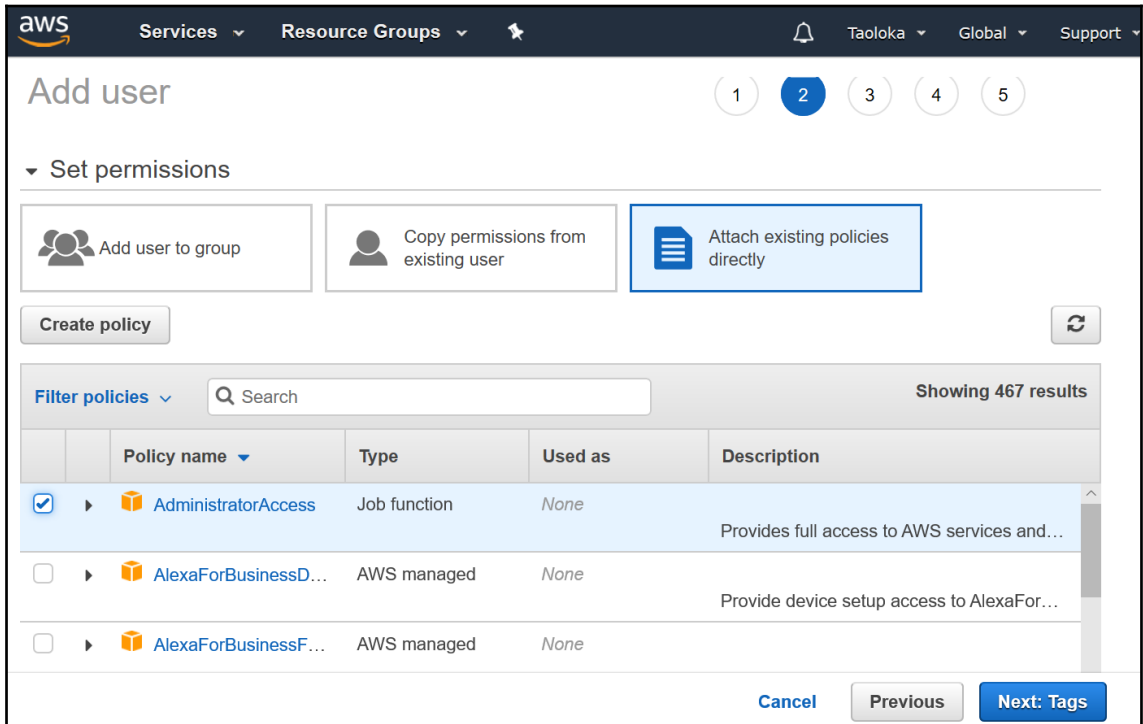 aws Services Resource Groups Taoloka Global Support
Add user 1 2 3 4 5
Set permissions
Add user to group
Copy permissions from
existing user
Attach existing policies
directly
Create policy
Filter policies Search Showing 467 results
Policy name Type Used as Description
AdministratorAccess Job function None
Provides full access to AWS services and…
AlexaForBusinessD… AWS managed None
Provide device setup access to AlexaFor…
AlexaForBusinessF… AWS managed None
Cancel Previous Next: Tags